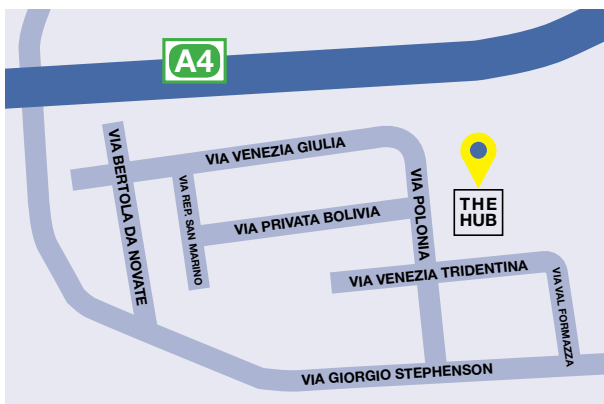 A4
VIA BERTOLA DA NOVATE
VIA VENEZIA GIULIA
VIA REP. SAN MARINO
VIA PRIVATA BOLIVIA
VIA POLONIA
THE
HUB
VIA VENEZIA TRIDENTINA
VIA VAL FORMAZZA
VIA GIORGIO STEPHENSON